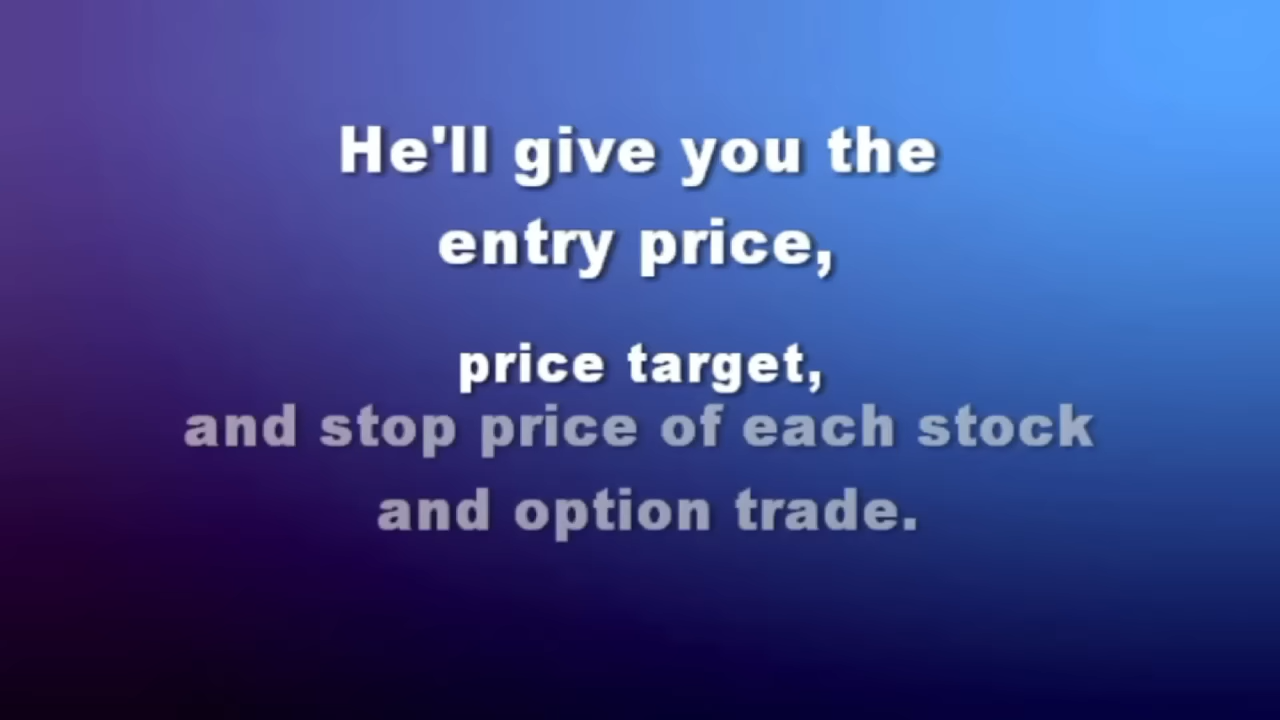 He'll give you the
entry price,
price target,
and stop price of each stock
and option trade.